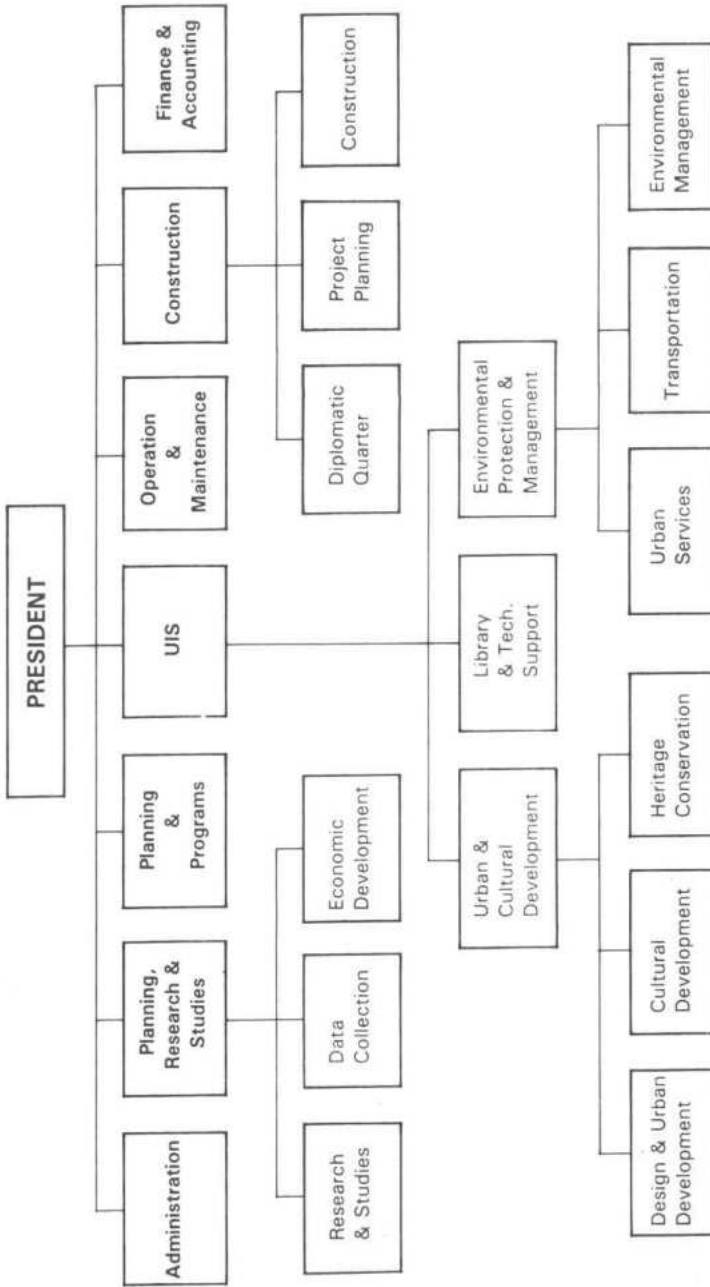 PRESIDENT
Administration
Planning,
Research &
Studies
Planning
&
Programs
UIS
Operation
&
Maintenance
Construction
Finance &
Accounting
Research
& Studies
Data
Collection
Economic
Development
Diplomatic
Quarter
Project
Planning
Construction
Urban &
Cultural
Development
Library
& Tech.
Support
Environmental
Protection &
Management
Design & Urban
Development
Cultural
Development
Heritage
Conservation
Urban
Services
Transportation
Environmental
Management